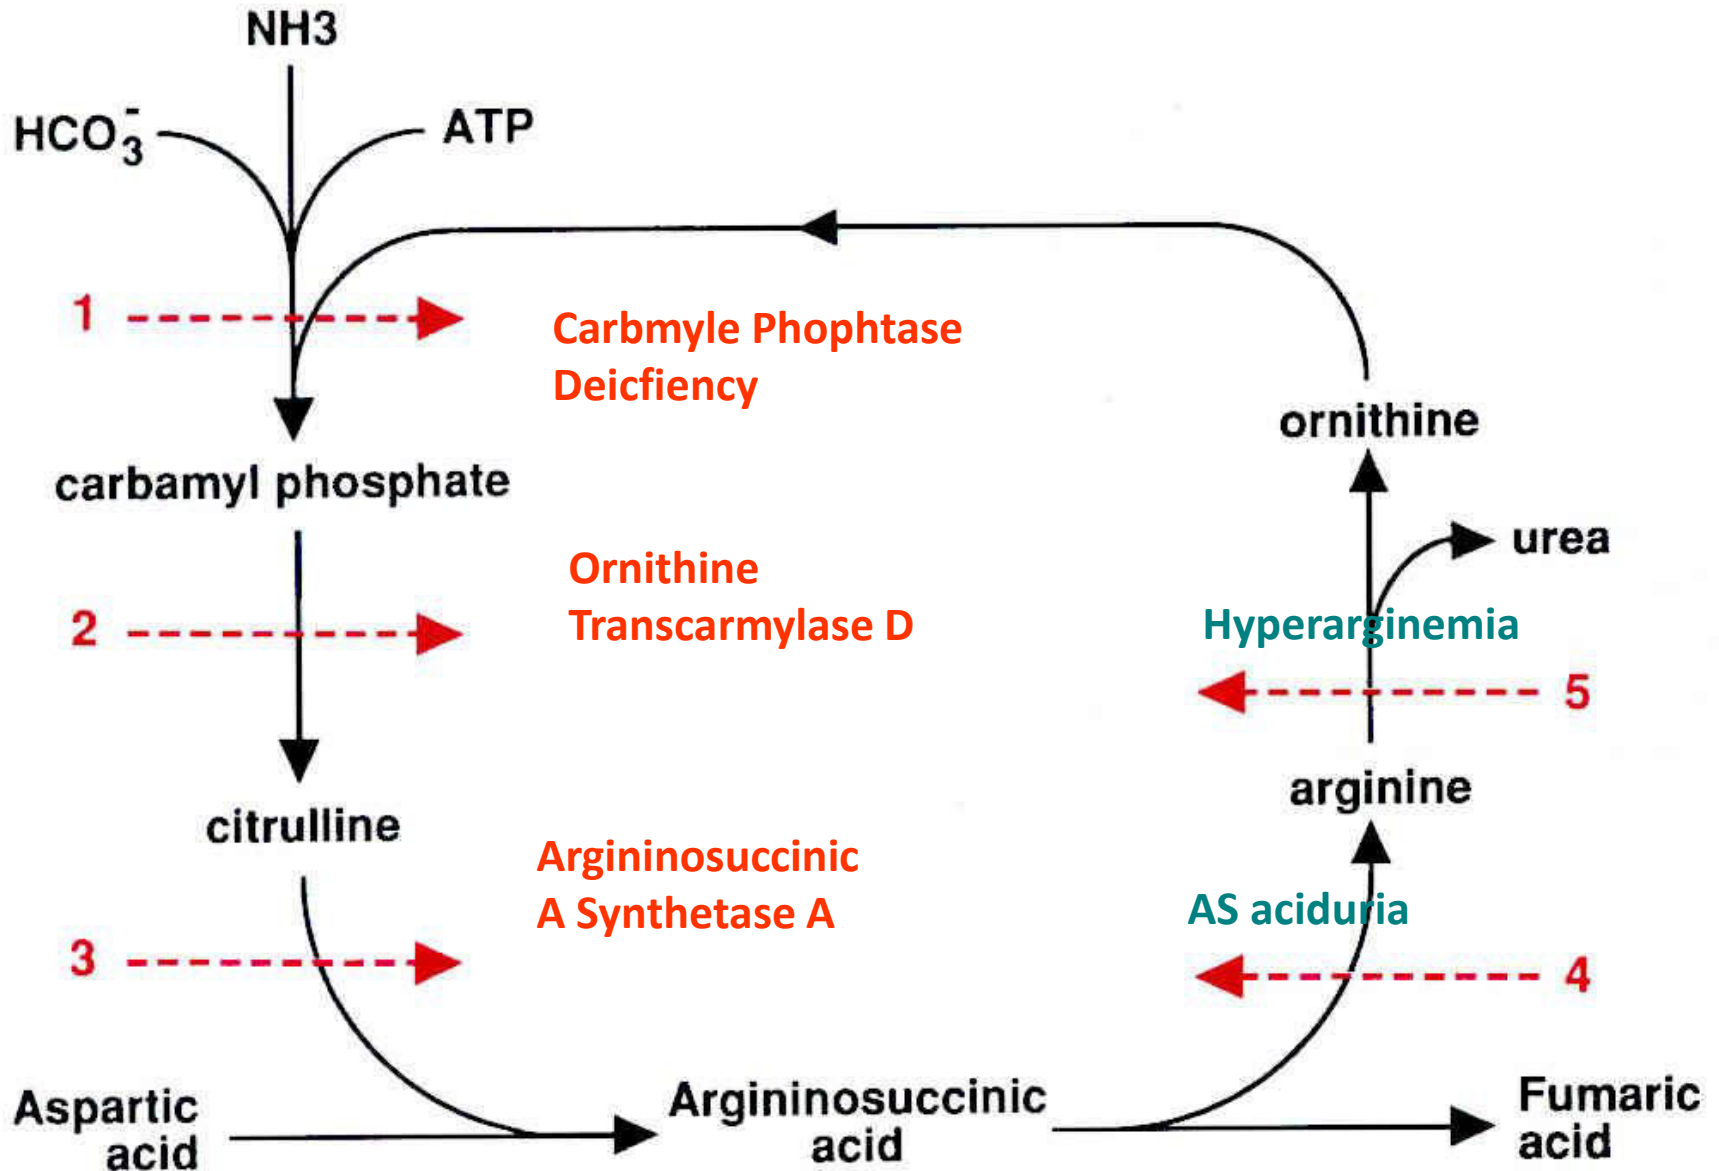 NH3
HCO3-
ATP
1
Carbmyle Phophtase
Deicfiency
ornithine
carbamyl phosphate
urea
Ornithine
Transcarmylase D
2
Hyperarginemia
5
arginine
citrulline
Argininosuccinic
A Synthetase A
AS aciduria
3
4
Aspartic
acid
Argininosuccinic
acid
Fumaric
acid